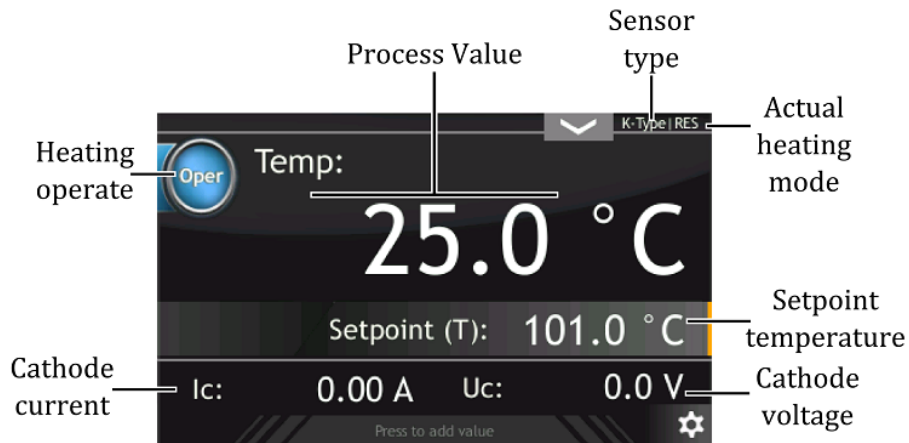 Sensor
type
Process Value
Actual
heating
mode
K-Type|RES
Heating
operate
Oper
Temp:
25.0 °C
Setpoint (T): 101.0 °C
Setpoint
temperature
Cathode
current
Ic: 0.00 A Uc: 0.0 V
Cathode
voltage
Press to add value